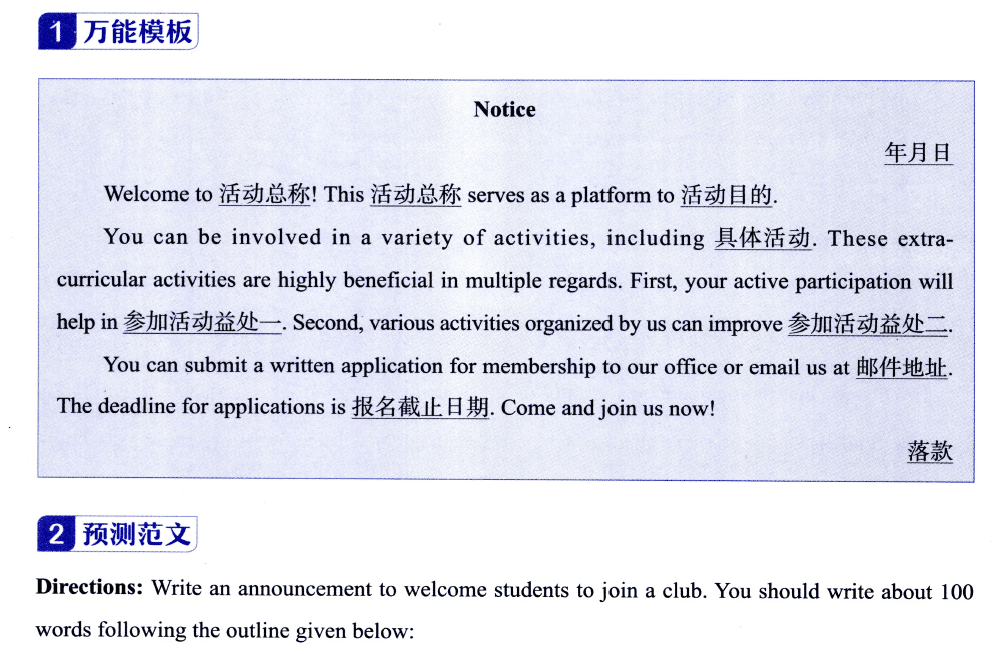 1 万能模板
Notice
年月日
Welcome to 活动总称! This 活动总称 serves as a platform to 活动目的.
You can be involved in a variety of activities, including 具体活动. These extra-
curricular activities are highly beneficial in multiple regards. First, your active participation will
help in 参加活动益处一. Second, various activities organized by us can improve 参加活动益处二.
You can submit a written application for membership to our office or email us at 邮件地址.
The deadline for applications is 报名截止日期. Come and join us now!
落款
2 预测范文
Directions: Write an announcement to welcome students to join a club. You should write about 100
words following the outline given below: